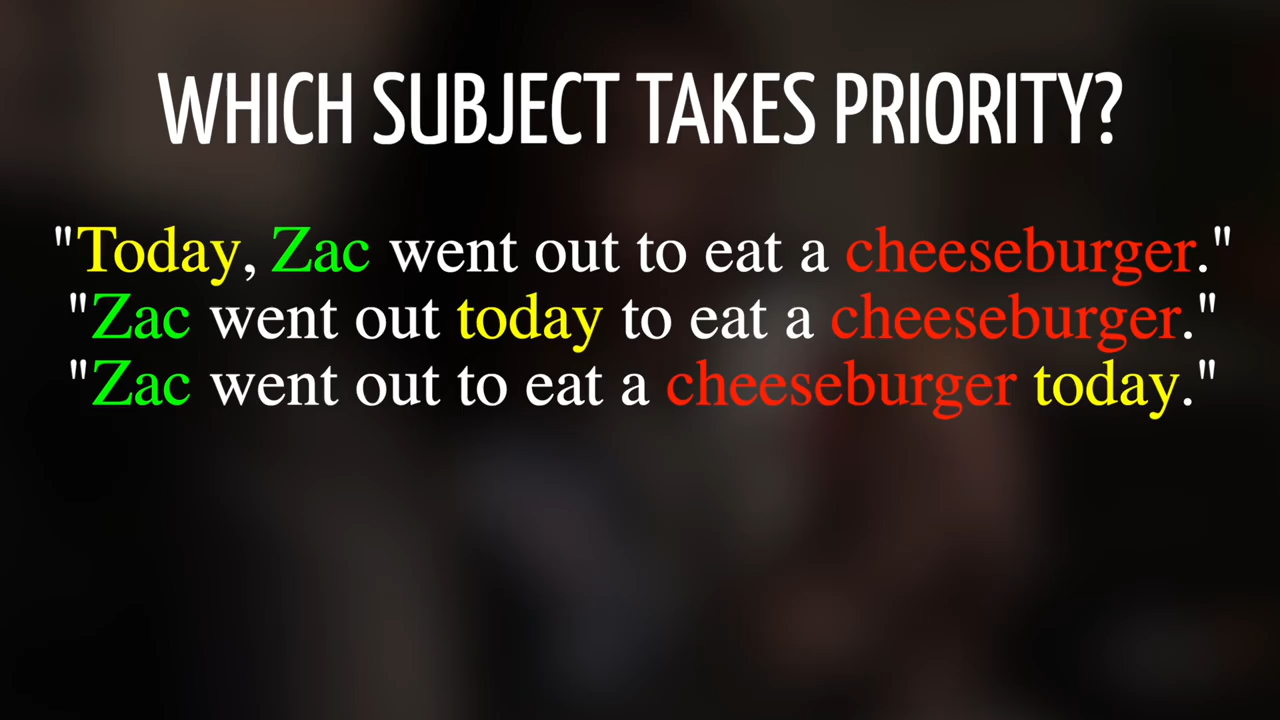 WHICH SUBJECT TAKES PRIORITY?
"Today, Zac went out to eat a cheeseburger."
"Zac went out today to eat a cheeseburger."
"Zac went out to eat a cheeseburger today."